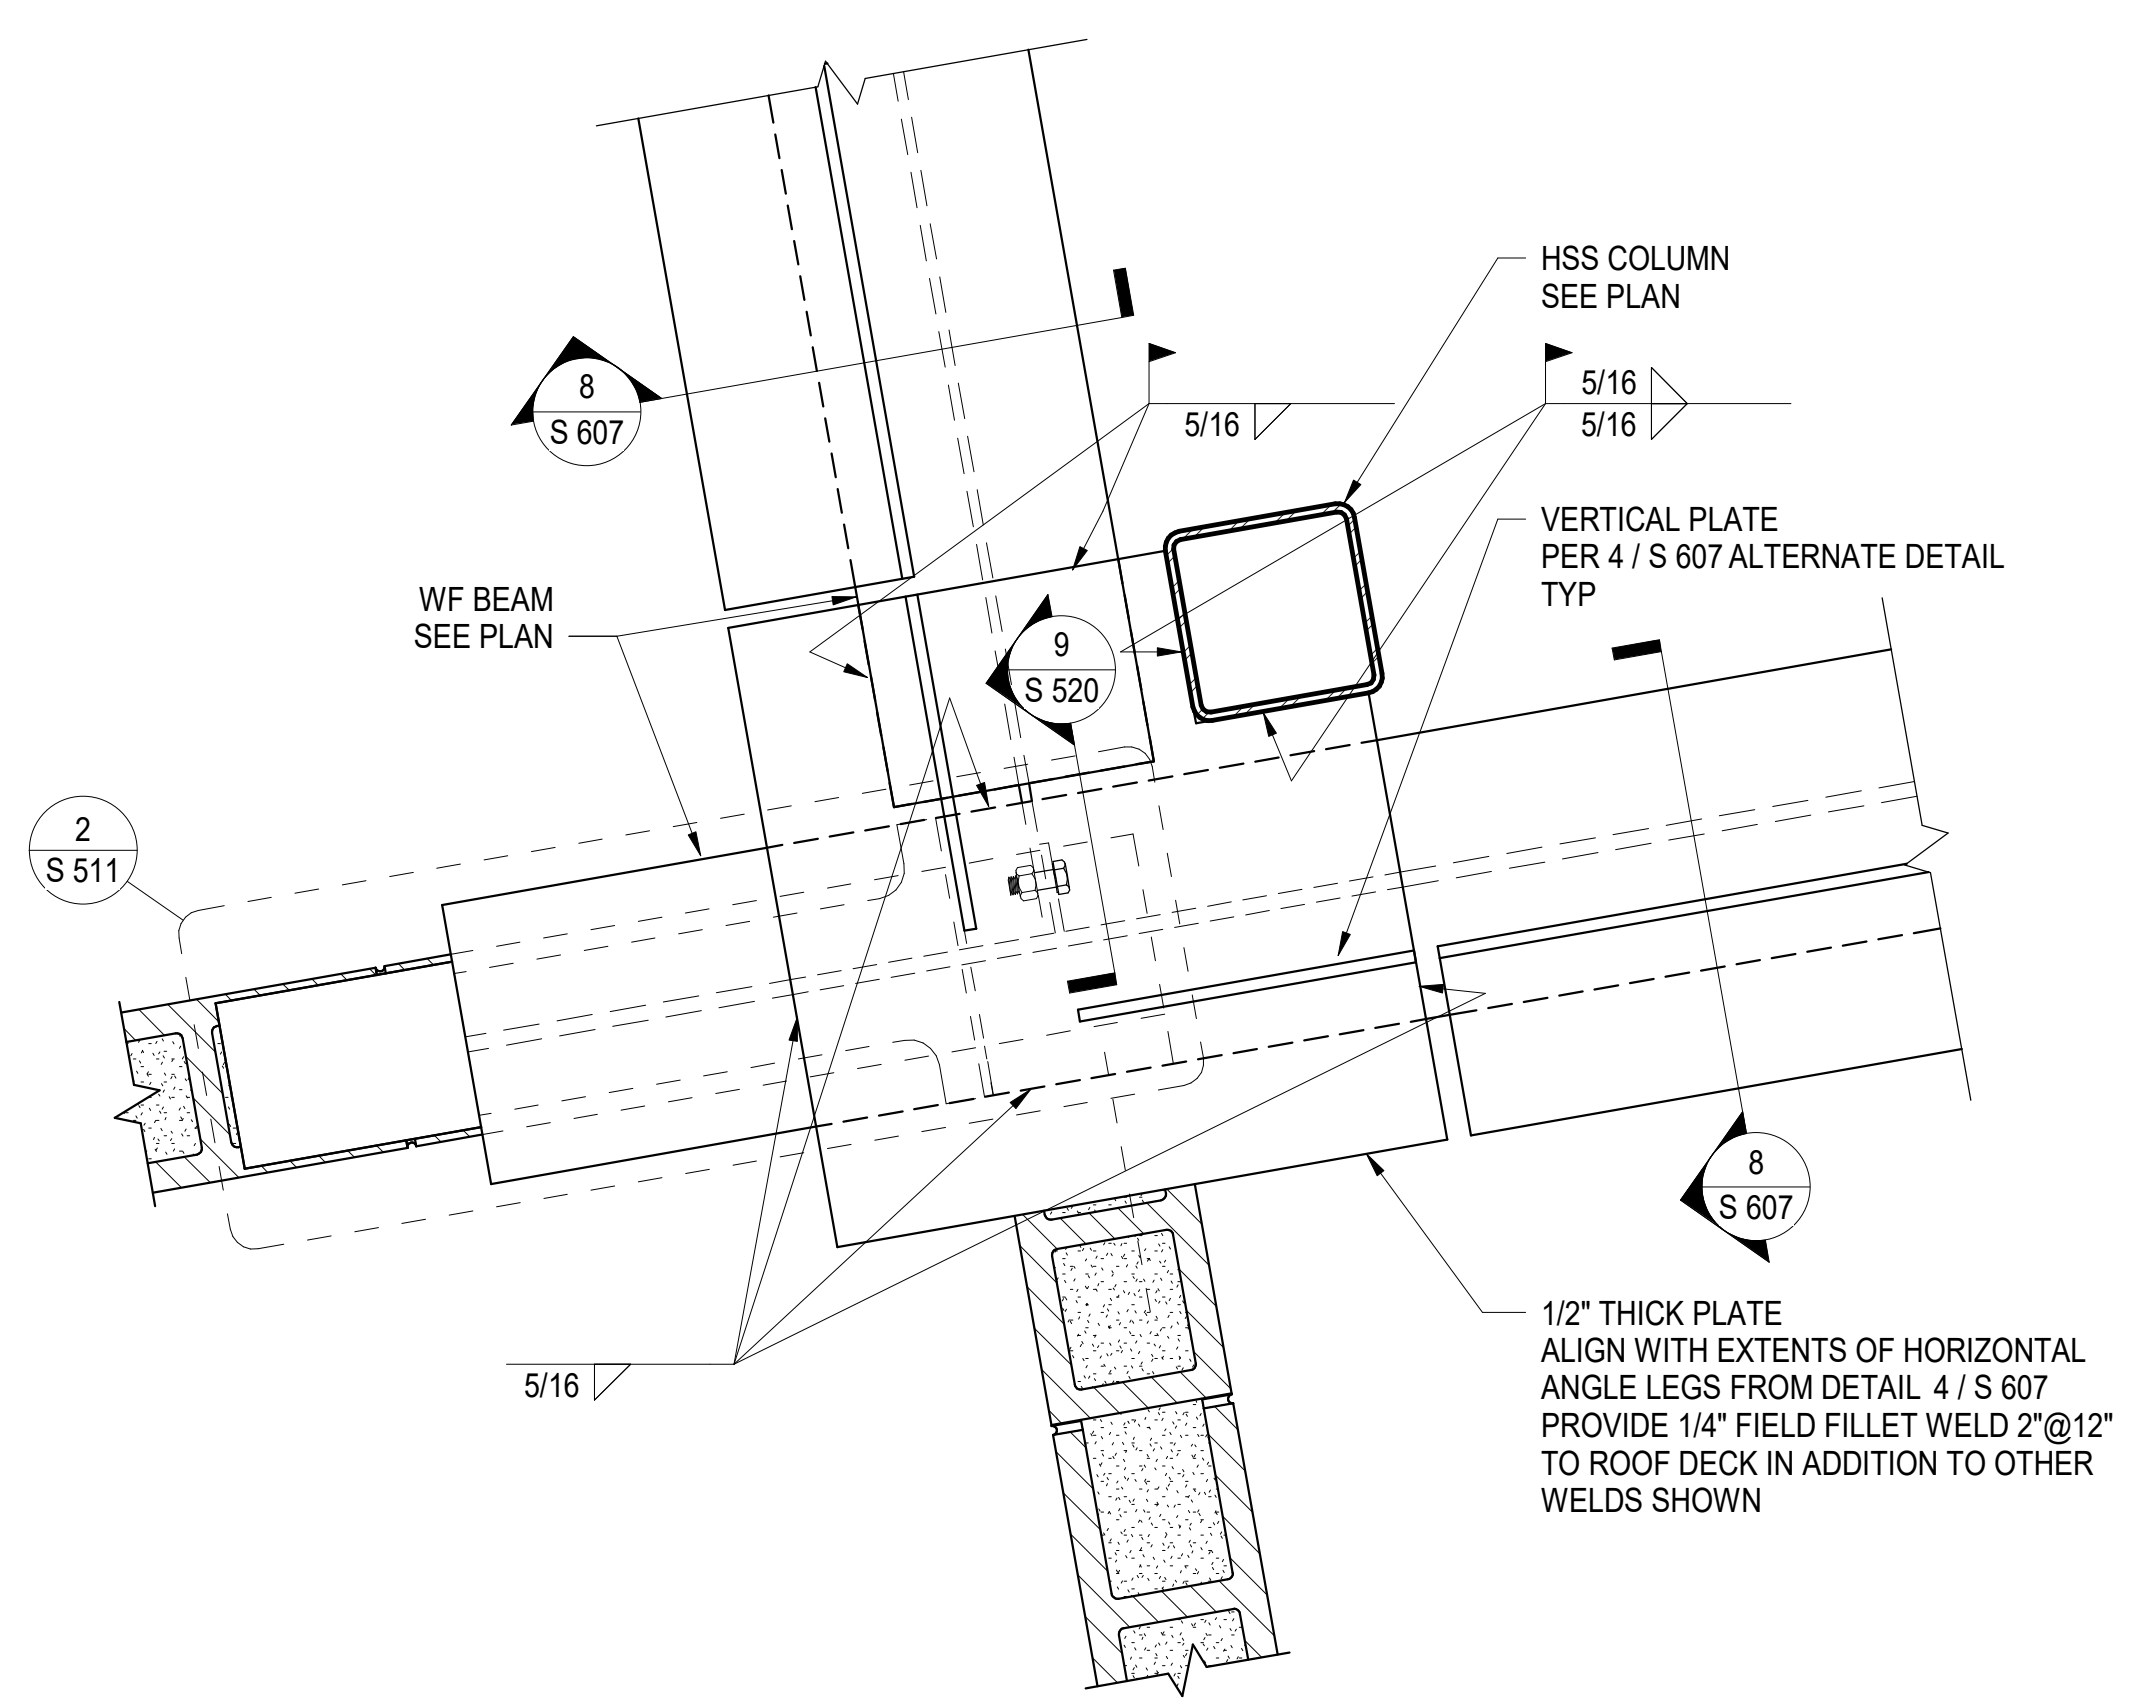 HSS COLUMN
SEE PLAN
8
S 607
5/16
5/16
5/16
VERTICAL PLATE
PER 4 / S 607 ALTERNATE DETAIL
TYP
WF BEAM
SEE PLAN
9
S 520
2
S 511
8
S 607
1/2" THICK PLATE
ALIGN WITH EXTENTS OF HORIZONTAL
ANGLE LEGS FROM DETAIL 4 / S 607
PROVIDE 1/4" FIELD FILLET WELD 2"@12"
TO ROOF DECK IN ADDITION TO OTHER
WELDS SHOWN
5/16